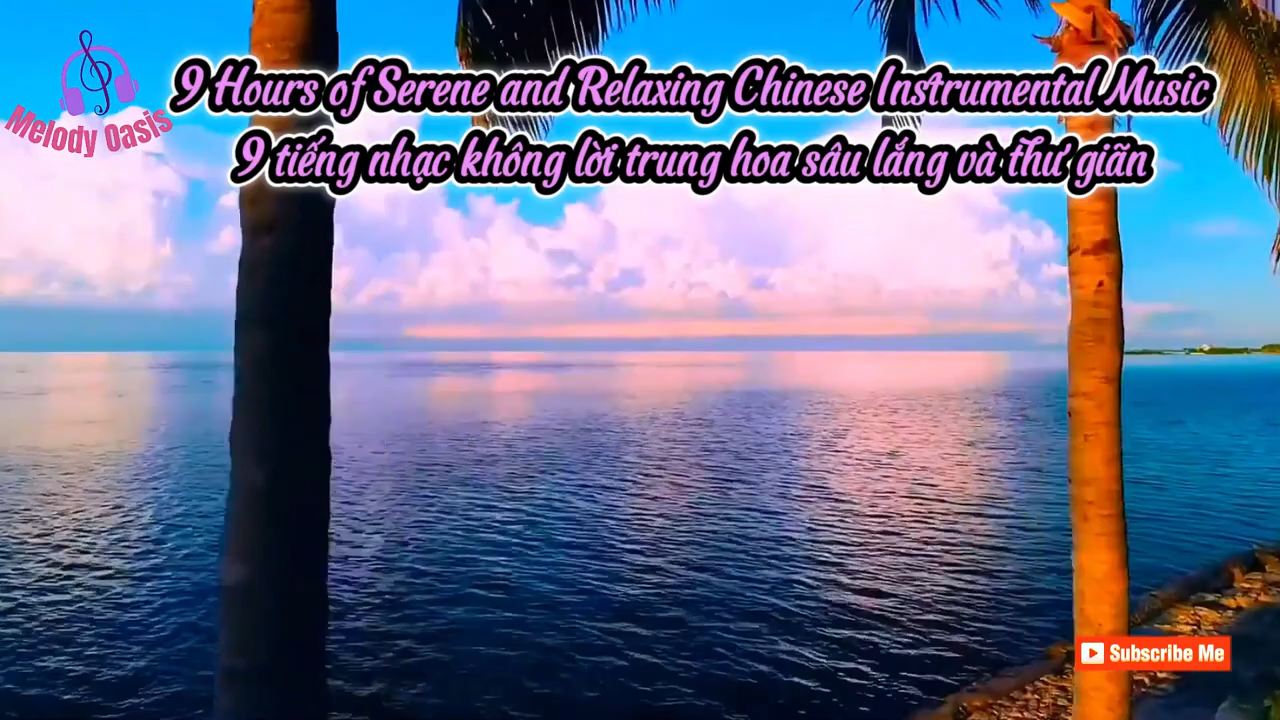 Melody Oasis
9 Hours of Serene and Relaxing Chinese Instrumental Music
9 tiếng nhạc không lời trung hoa sâu lắng và thư giãn
Subscribe Me